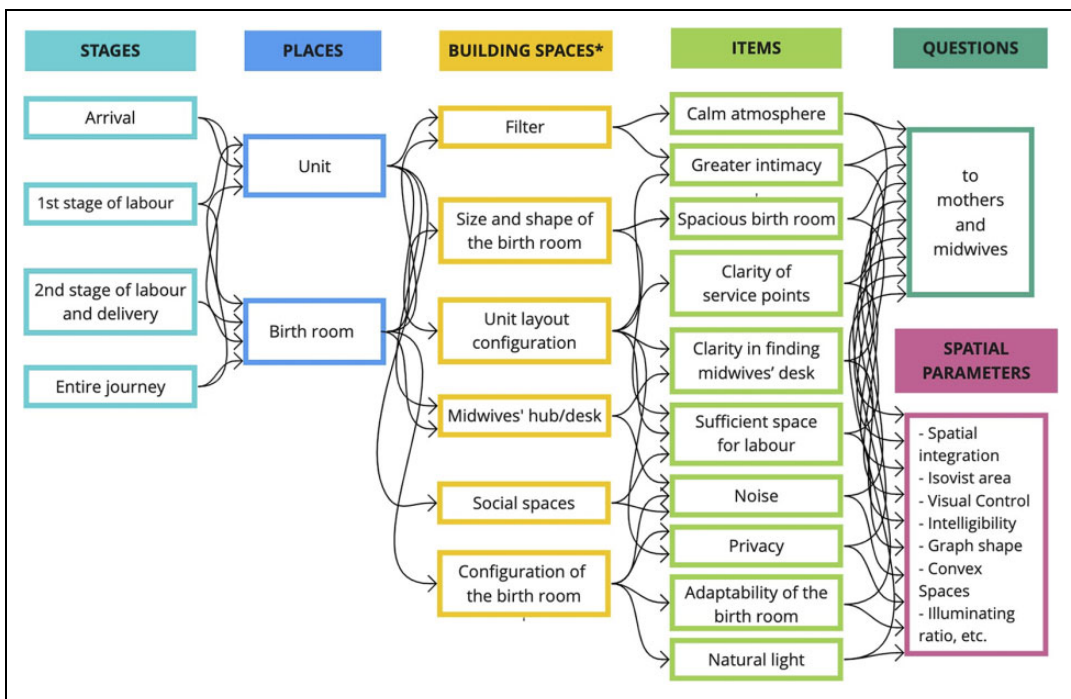 STAGES
PLACES
BUILDING SPACES*
ITEMS
QUESTIONS
Arrival
1st stage of labour
2nd stage of labour
and delivery
Entire journey
Unit
Birth room
Filter
Size and shape of
the birth room
Unit layout
configuration
Midwives' hub/desk
Social spaces
Configuration of
the birth room
Calm atmosphere
Greater intimacy
Spacious birth room
Clarity of
service points
Clarity in finding
midwives’ desk
Sufficient space
for labour
Noise
Privacy
Adaptability of the
birth room
Natural light
to
mothers
and
midwives
SPATIAL
PARAMETERS
- Spatial
integration
- Isovist area
- Visual Control
- Intelligibility
- Graph shape
- Convex
Spaces
- Illuminating
ratio, etc.